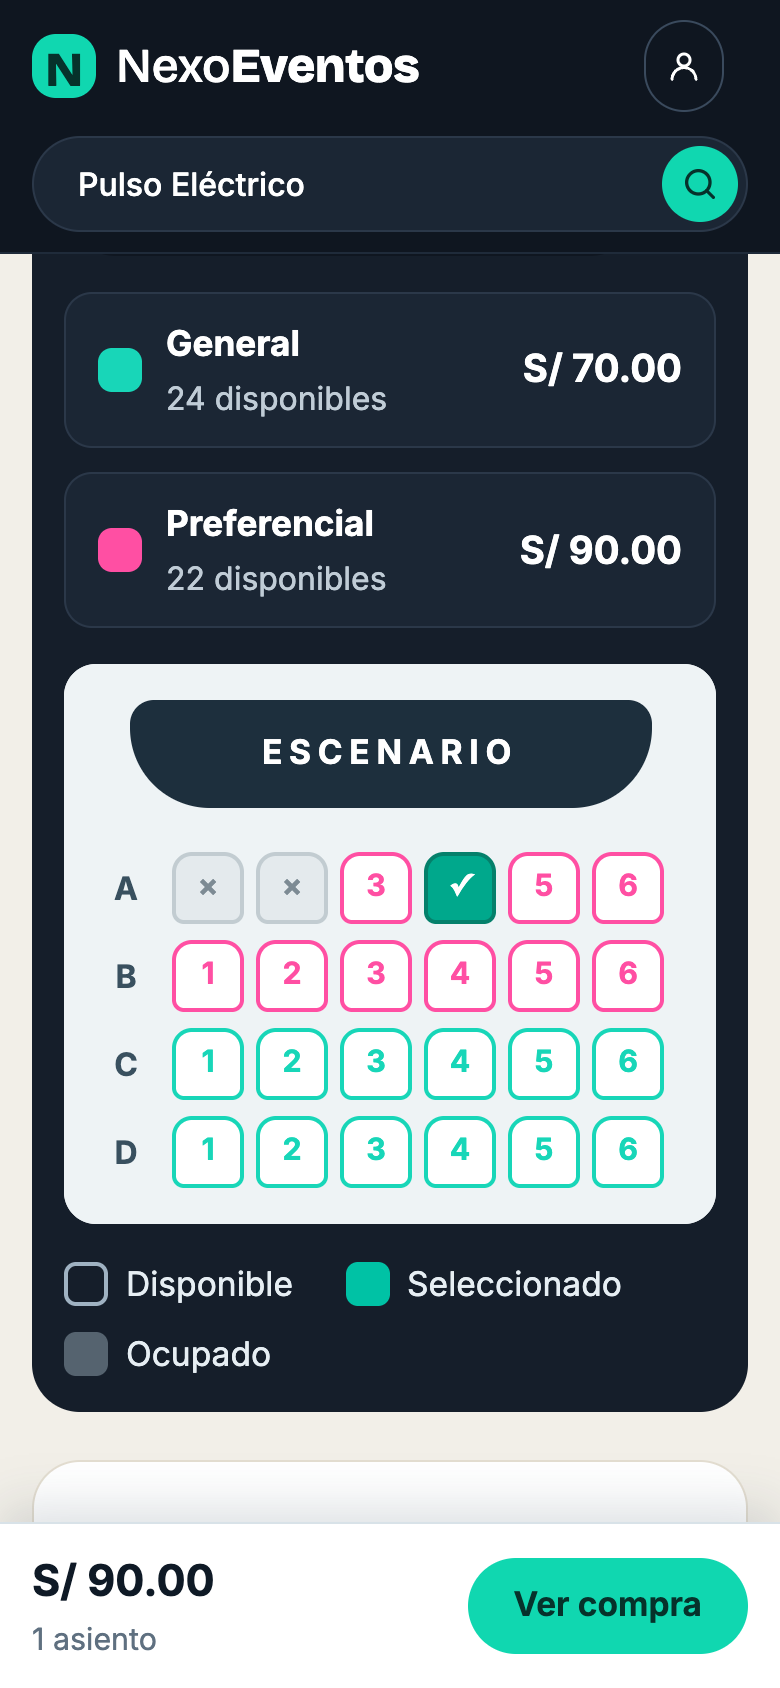 N NexoEventos
Pulso Eléctrico
General
24 disponibles
S/ 70.00
Preferencial
22 disponibles
S/ 90.00
ESCENARIO
A × × 3 ✓ 5 6
B 1 2 3 4 5 6
C 1 2 3 4 5 6
D 1 2 3 4 5 6
Disponible Seleccionado
Ocupado
S/ 90.00
1 asiento
Ver compra